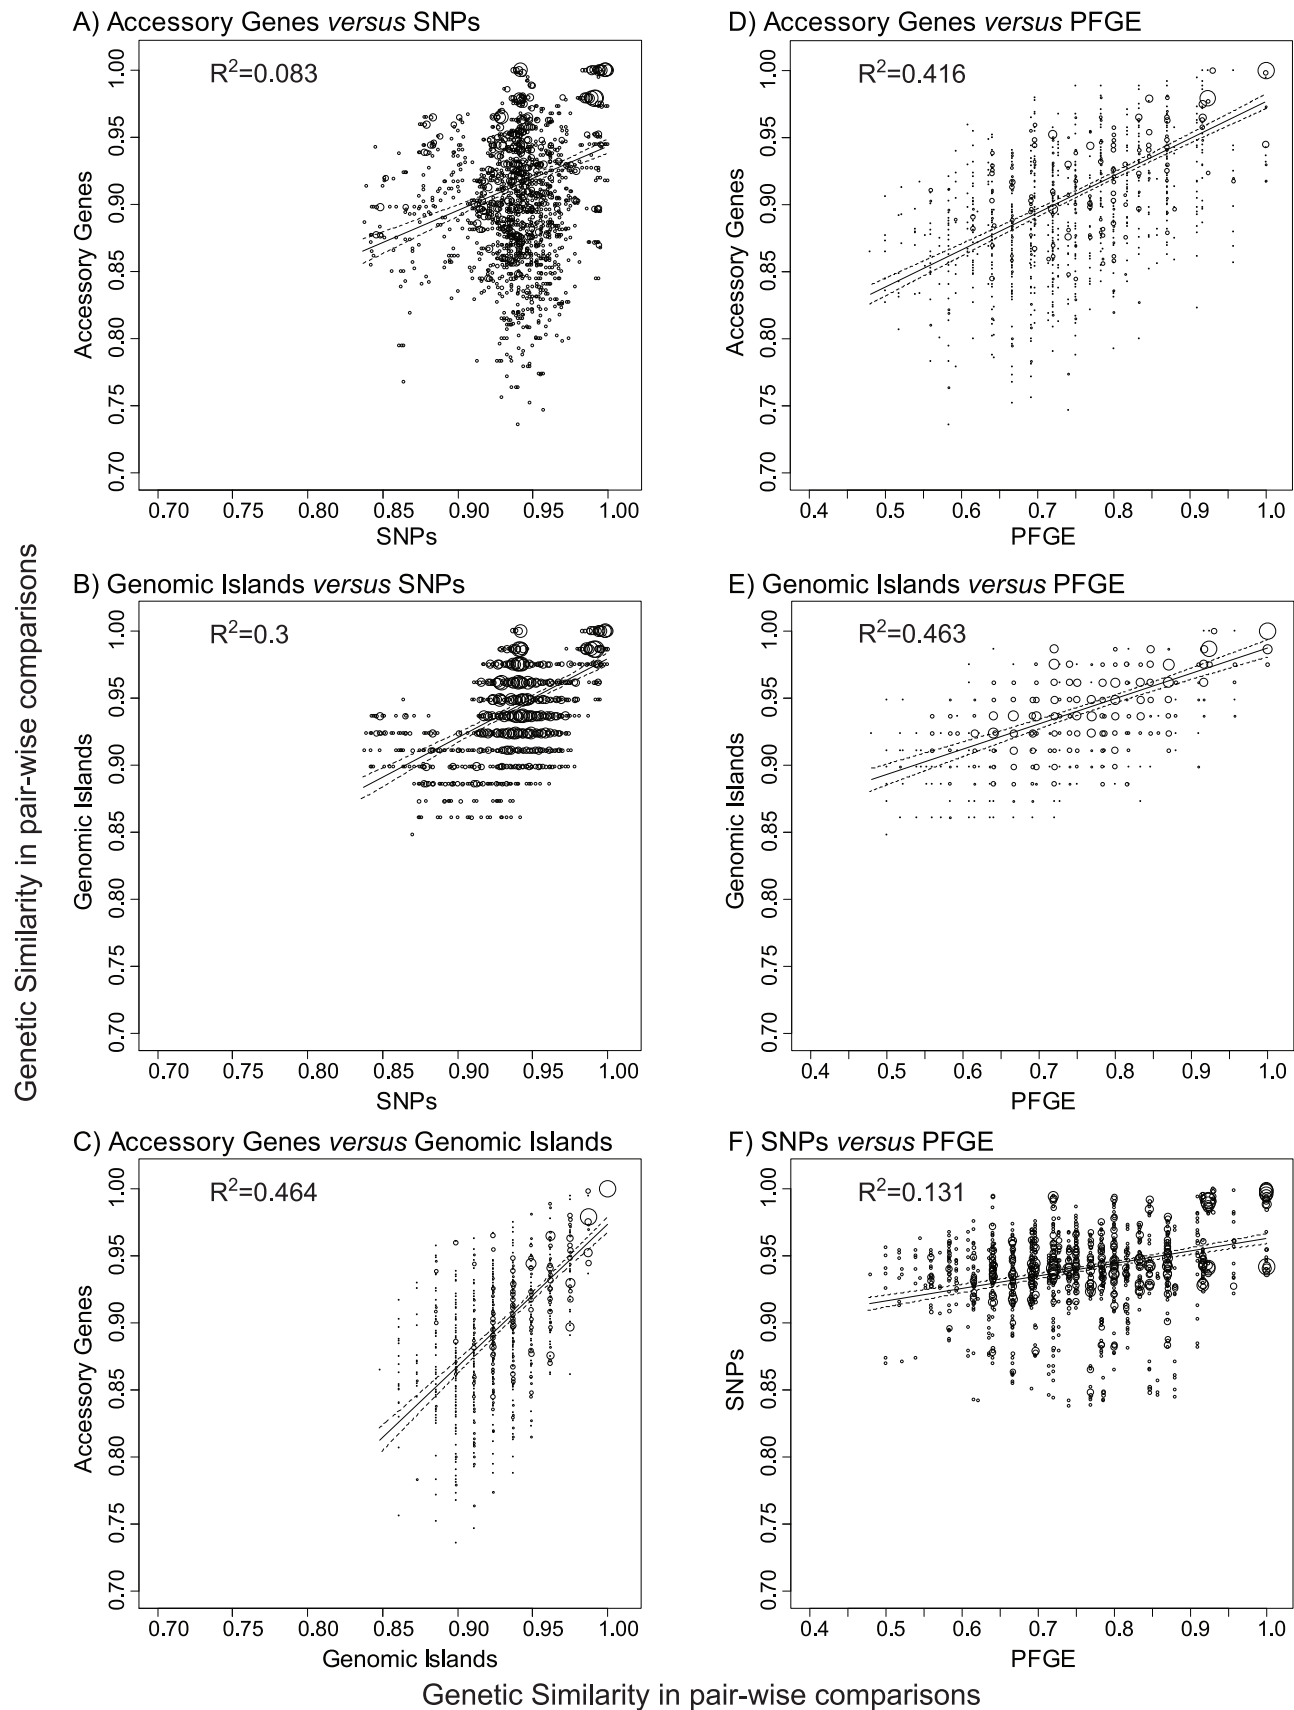 A) Accessory Genes versus SNPs
R2=0.083
1.00
0.95
0.90
0.85
0.80
0.75
0.70
Accessory Genes
0.70 0.75 0.80 0.85 0.90 0.95 1.00
SNPs
D) Accessory Genes versus PFGE
R2=0.416
1.00
0.95
0.90
0.85
0.80
0.75
0.70
Accessory Genes
0.4 0.5 0.6 0.7 0.8 0.9 1.0
PFGE
B) Genomic Islands versus SNPs
R2=0.3
1.00
0.95
0.90
0.85
0.80
0.75
0.70
Genomic Islands
0.70 0.75 0.80 0.85 0.90 0.95 1.00
SNPs
E) Genomic Islands versus PFGE
R2=0.463
1.00
0.95
0.90
0.85
0.80
0.75
0.70
Genomic Islands
0.4 0.5 0.6 0.7 0.8 0.9 1.0
PFGE
C) Accessory Genes versus Genomic Islands
R2=0.464
1.00
0.95
0.90
0.85
0.80
0.75
0.70
Accessory Genes
0.70 0.75 0.80 0.85 0.90 0.95 1.00
Genomic Islands
F) SNPs versus PFGE
R2=0.131
1.00
0.95
0.90
0.85
0.80
0.75
0.70
SNPs
0.4 0.5 0.6 0.7 0.8 0.9 1.0
PFGE
Genetic Similarity in pair-wise comparisons
Genetic Similarity in pair-wise comparisons